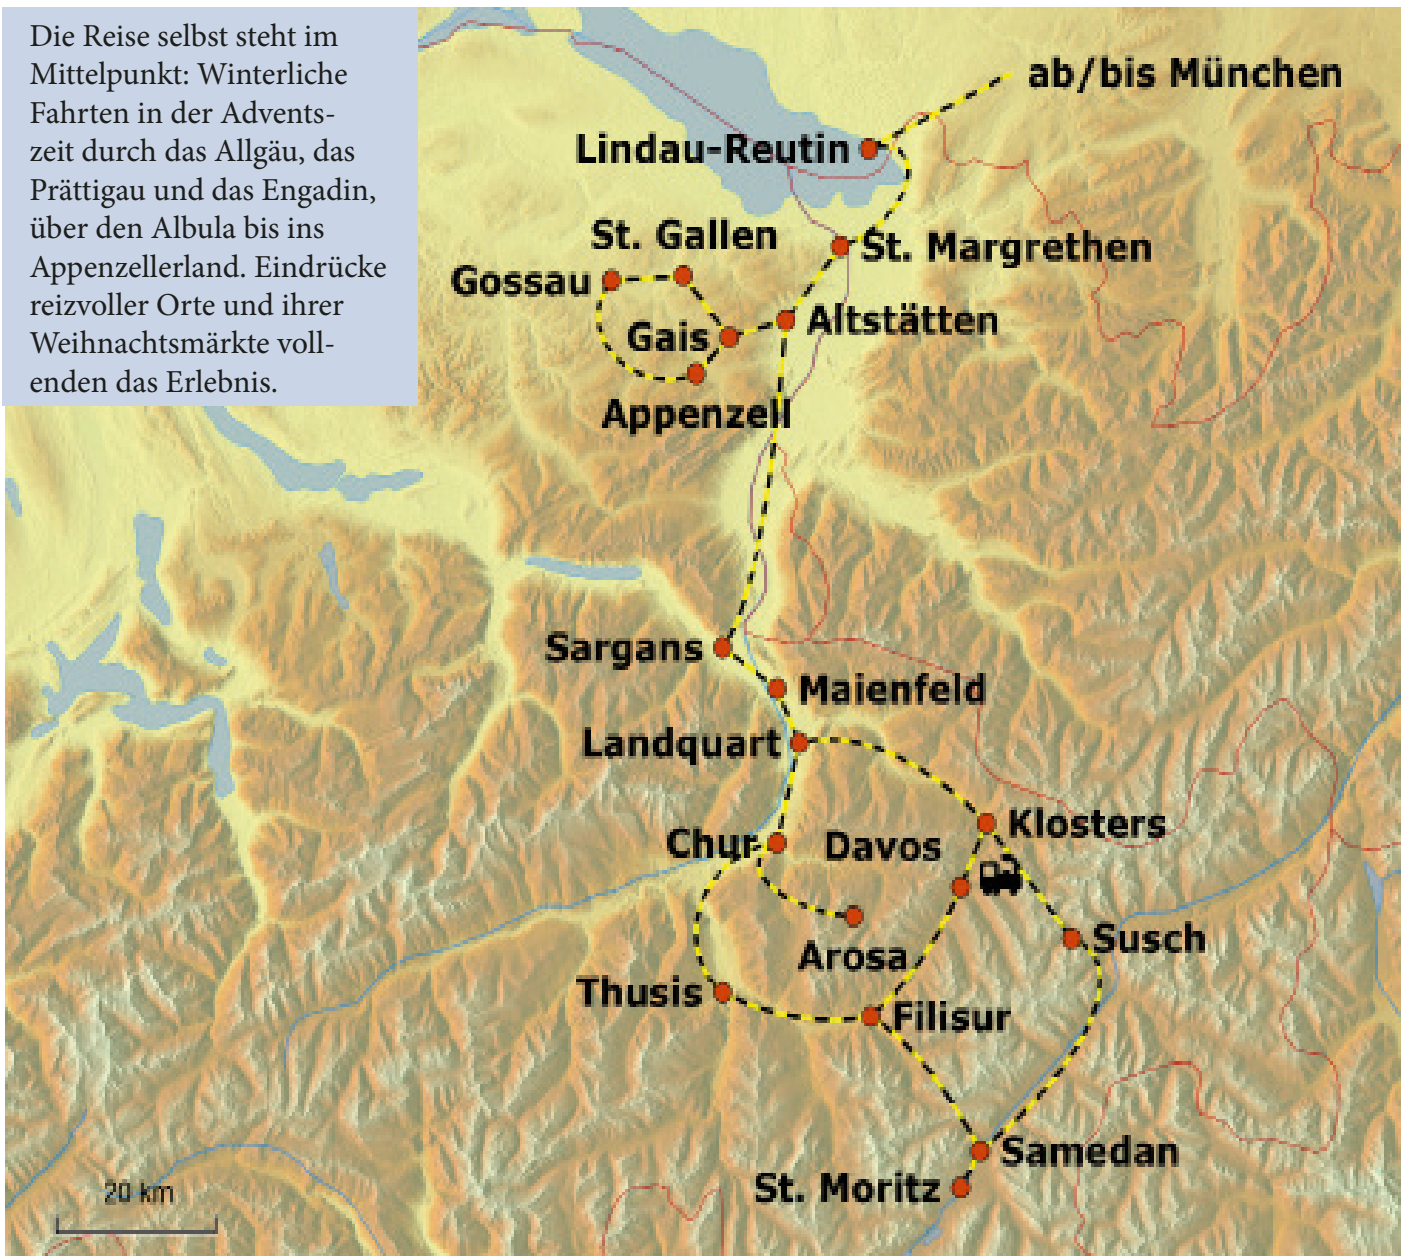 Die Reise selbst steht im
Mittelpunkt: Winterliche
Fahrten in der Advents-
zeit durch das Allgäu, das
Prättigau und das Engadin,
über den Albula bis ins
Appenzellerland. Eindrücke
reizvoller Orte und ihrer
Weihnachtsmärkte voll-
enden das Erlebnis.
ab/bis München
Lindau-Reutin
St. Gallen
St. Margrethen
Gossau
Altstätten
Gais
Appenzell
Sargans
Maienfeld
Landquart
Klosters
Chur
Davos
Susch
Arosa
Thusis
Filisur
Samedan
St. Moritz
20 km